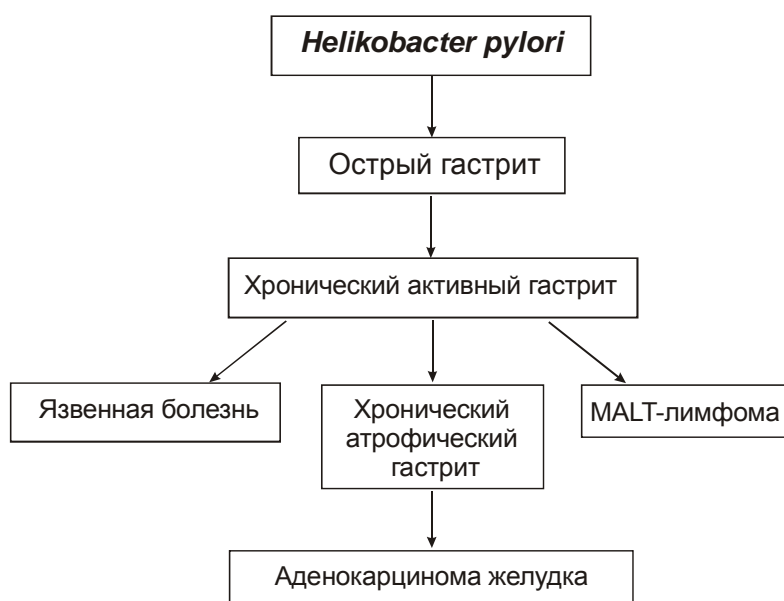 Helikobacter pylori
Острый гастрит
Хронический активный гастрит
Язвенная болезнь
Хронический
атрофический
гастрит
MALT-лимфома
Аденокарцинома желудка